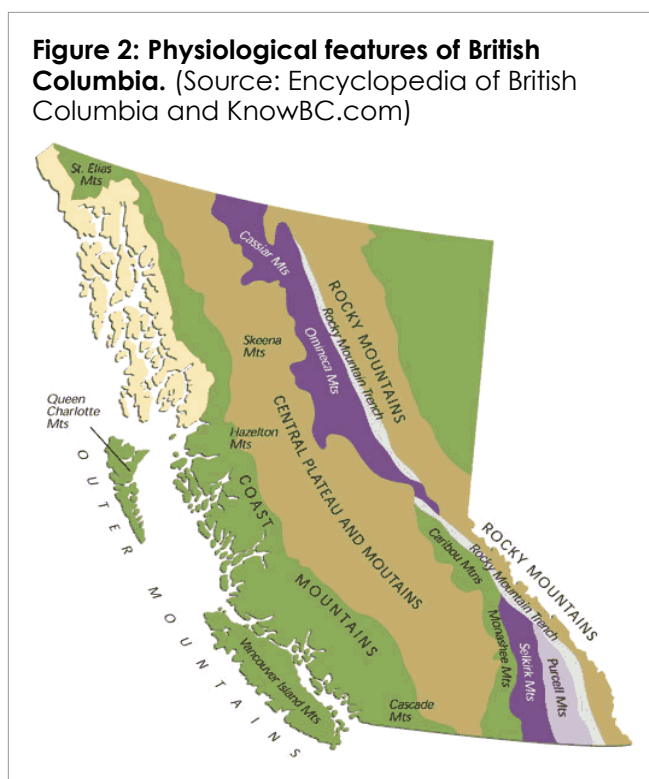 Figure 2: Physiological features of British
Columbia. (Source: Encyclopedia of British
Columbia and KnowBC.com)
St. Elias
Mts
Cassiar Mts
ROCKY MOUNTAINS
Rocky Mountain Trench
Skeena
Mts
Omineca Mts
Queen
Charlotte
Mts
Hazelton
Mts
CENTRAL PLATEAU AND MOUTAINS
COAST
MOUNTAINS
OUTER MOUNTAINS
Caribou Mtns
ROCKY MOUNTAINS
Rocky Mountain Trench
Monashee Mts
Selkirk Mts
Purcell Mts
Vancouver Island Mts
Cascade
Mts